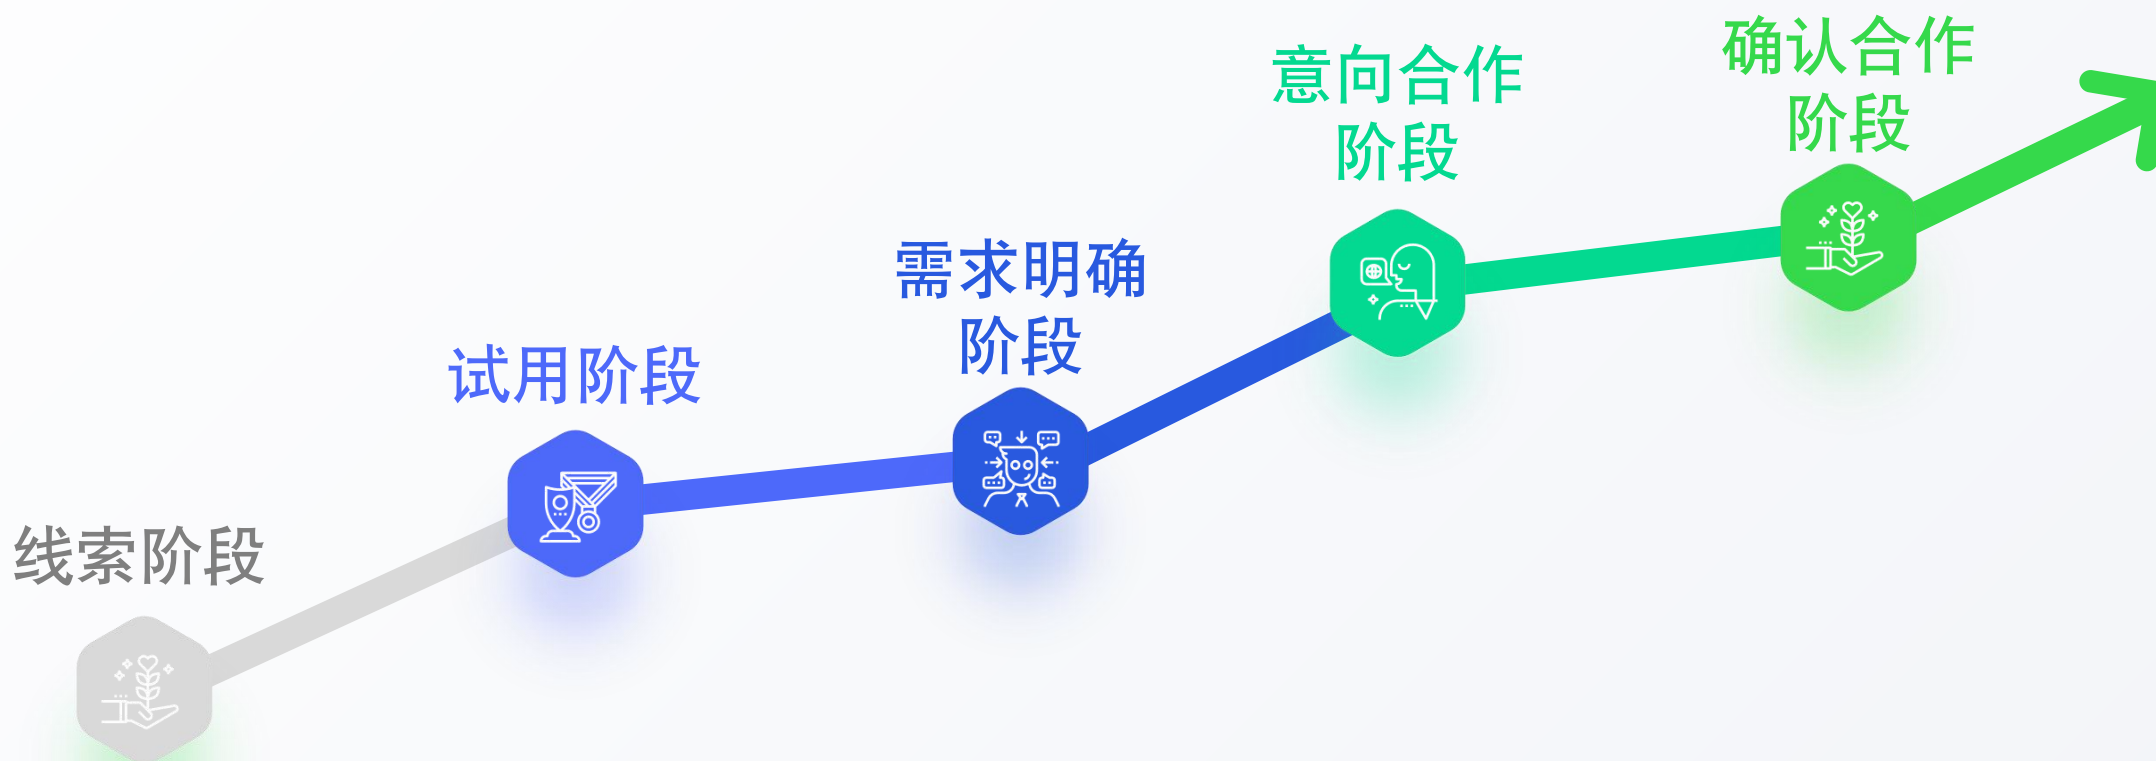 线索阶段
试用阶段
需求明确
阶段
意向合作
阶段
确认合作
阶段